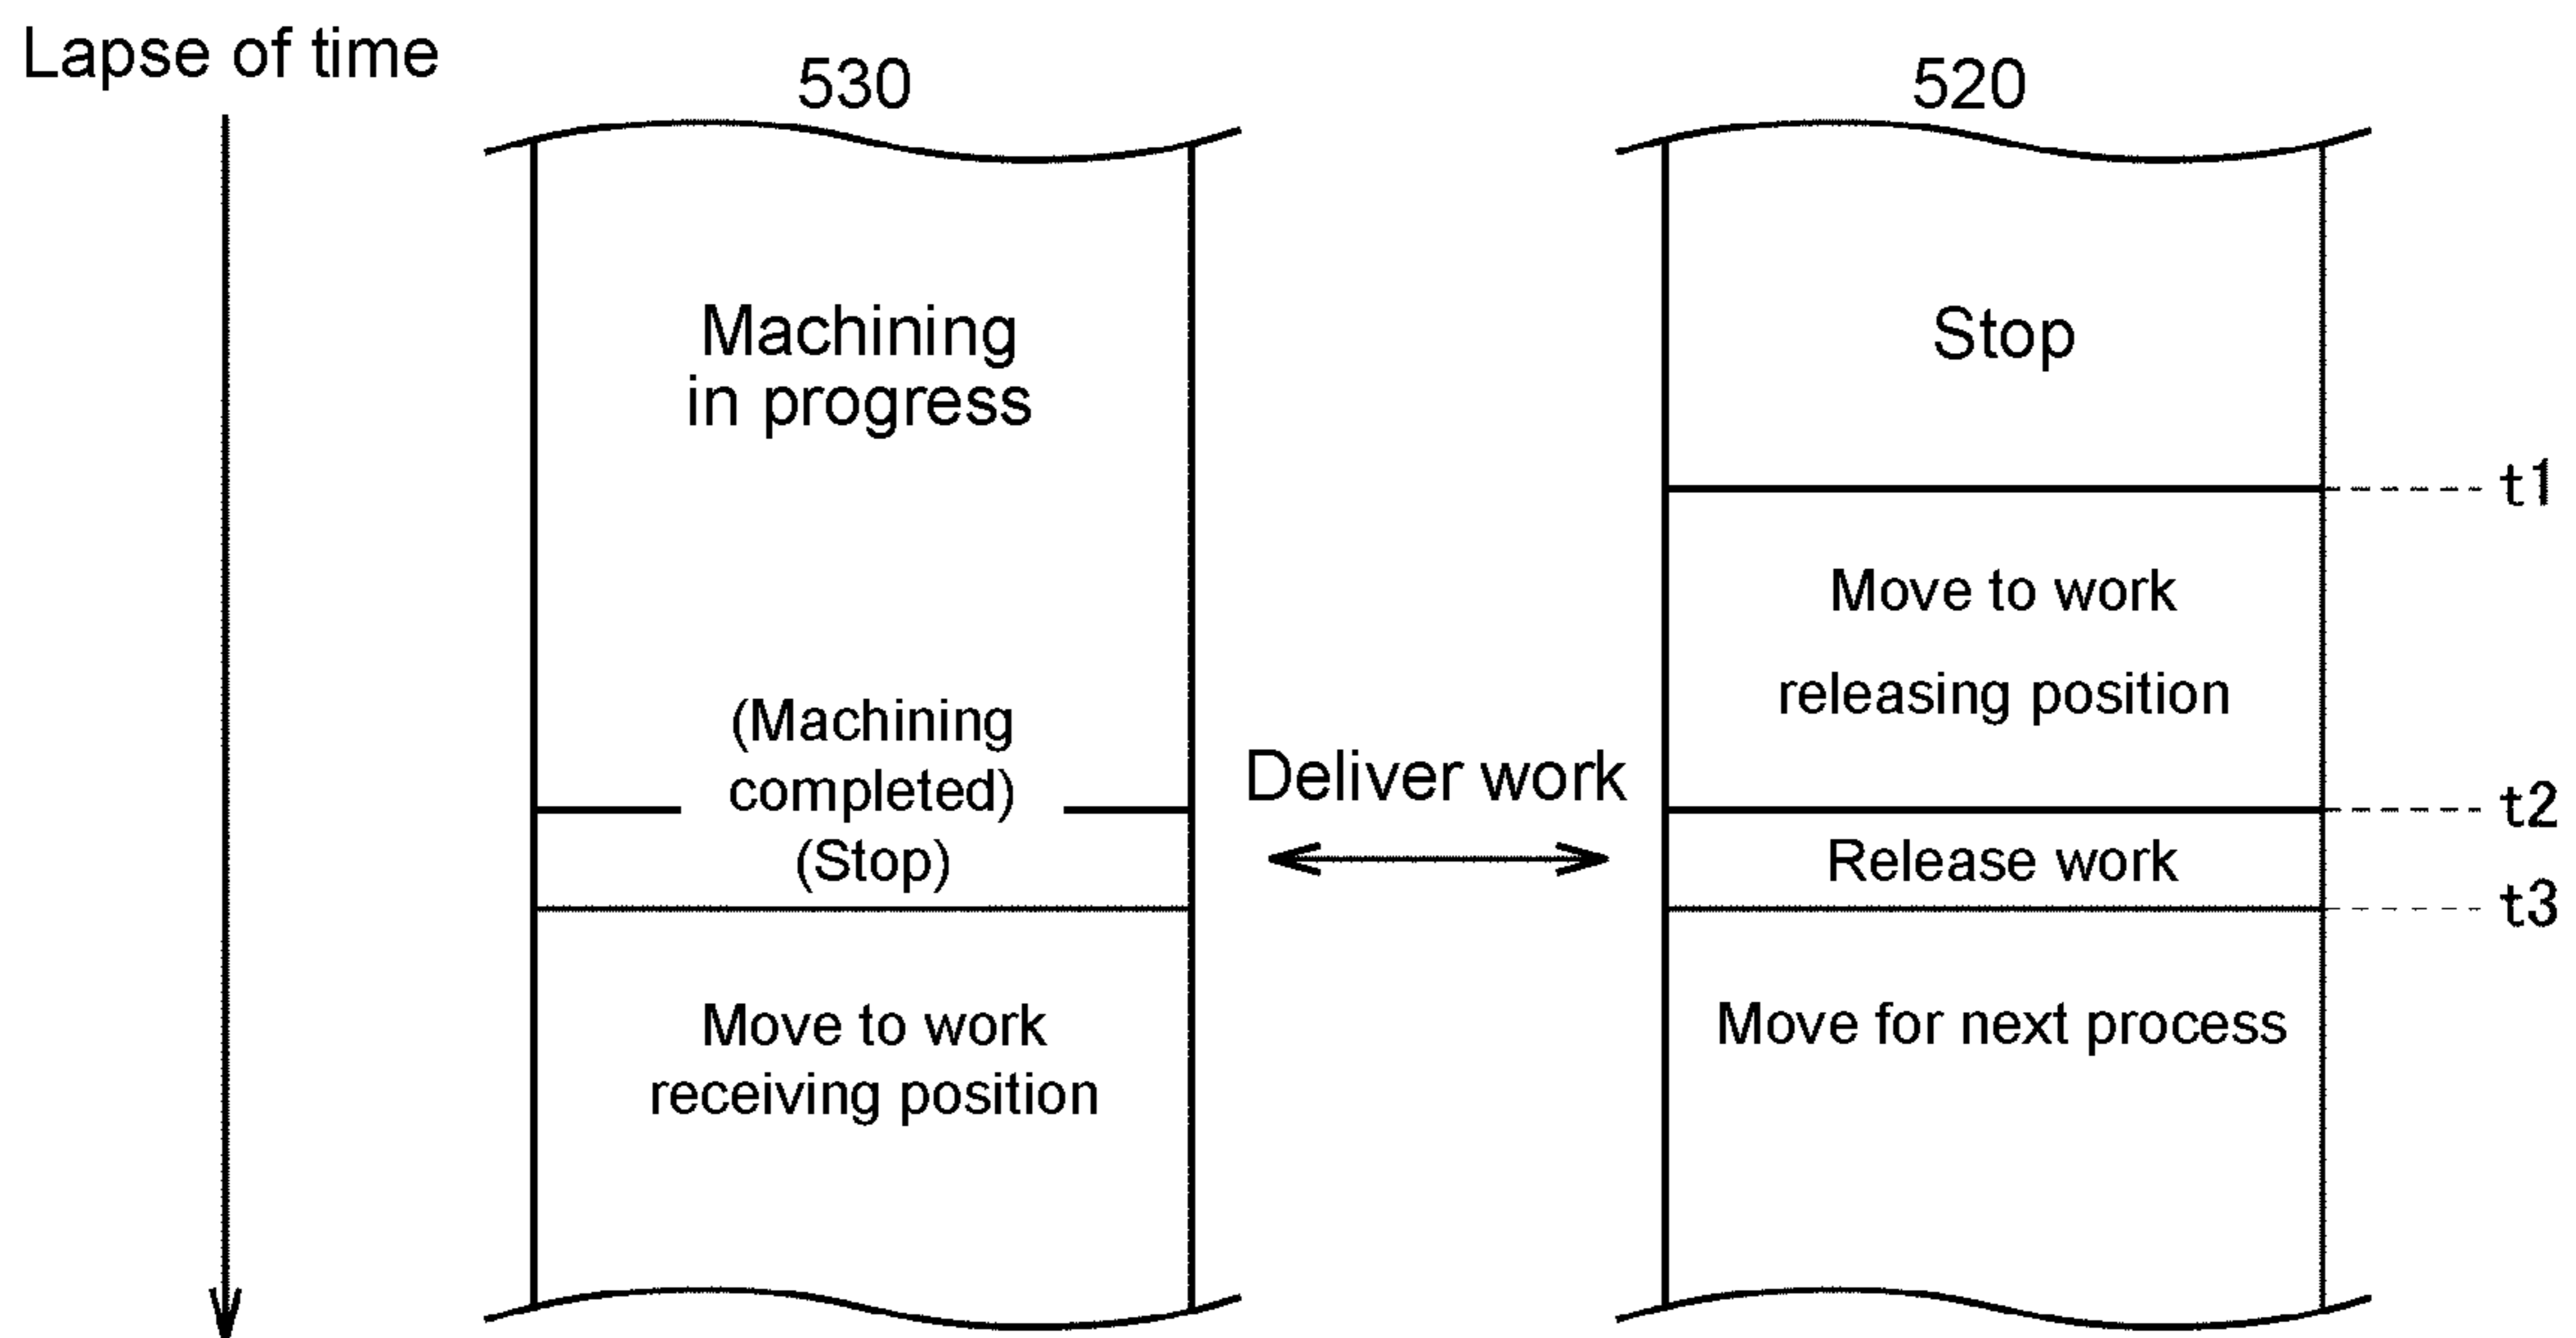 Lapse of time
530
520
Machining
in progress
Stop
t1
Move to work
releasing position
(Machining
completed)
(Stop)
Deliver work
t2
Release work
t3
Move to work
receiving position
Move for next process